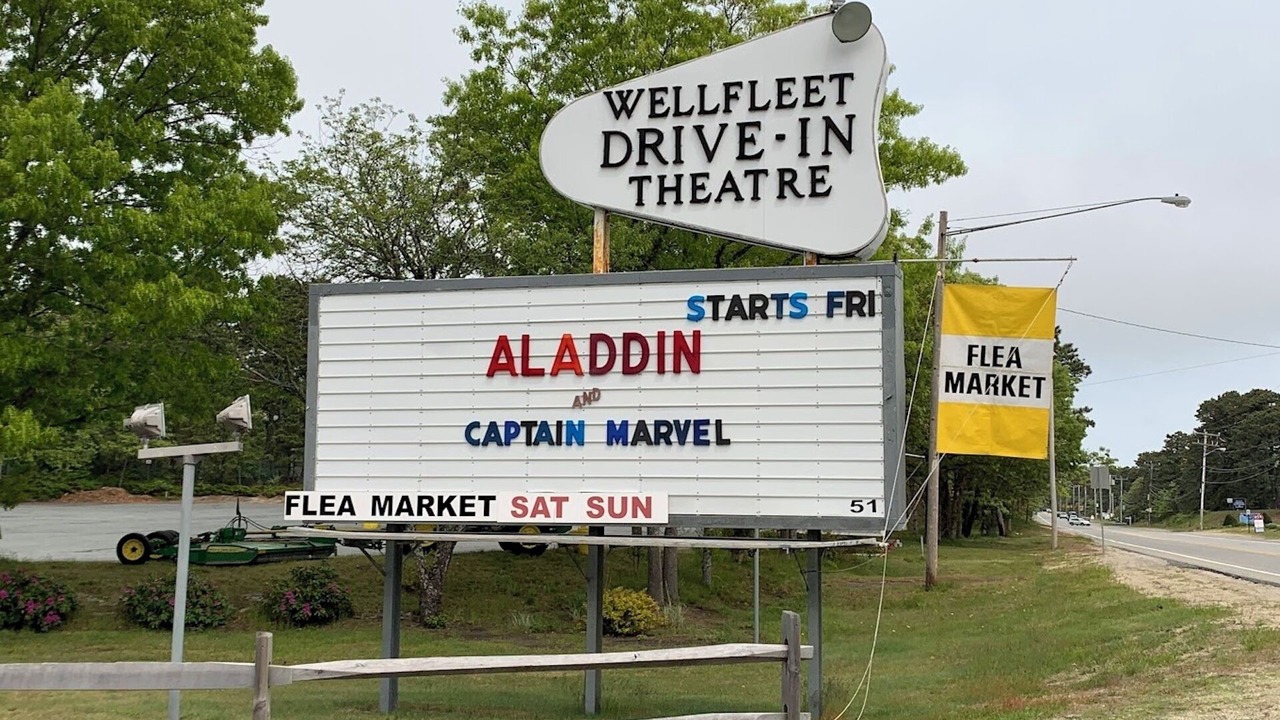 WELLFLEET
DRIVE-IN
THEATRE
STARTS FRI
ALADDIN
AND
CAPTAIN MARVEL
FLEA MARKET SAT SUN
51
FLEA
MARKET